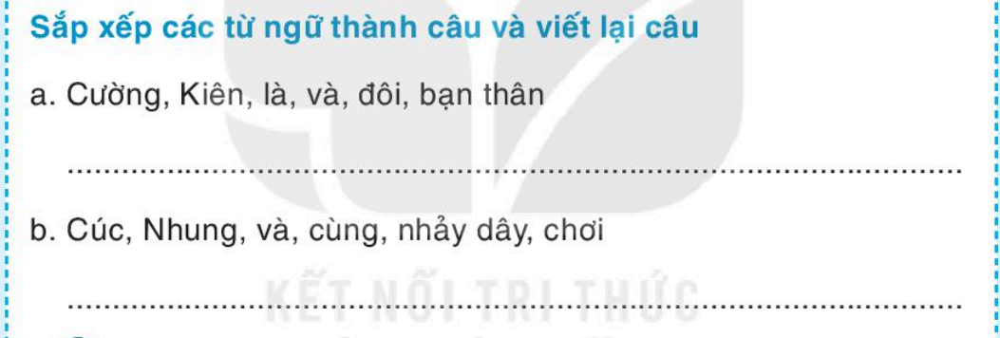 Sắp xếp các từ ngữ thành câu và viết lại câu
a. Cường, Kiên, là, và, đôi, bạn thân
................................................................................
b. Cúc, Nhung, và, cùng, nhảy dây, chơi
KẾT NỐI TRI THỨC
................................................................................